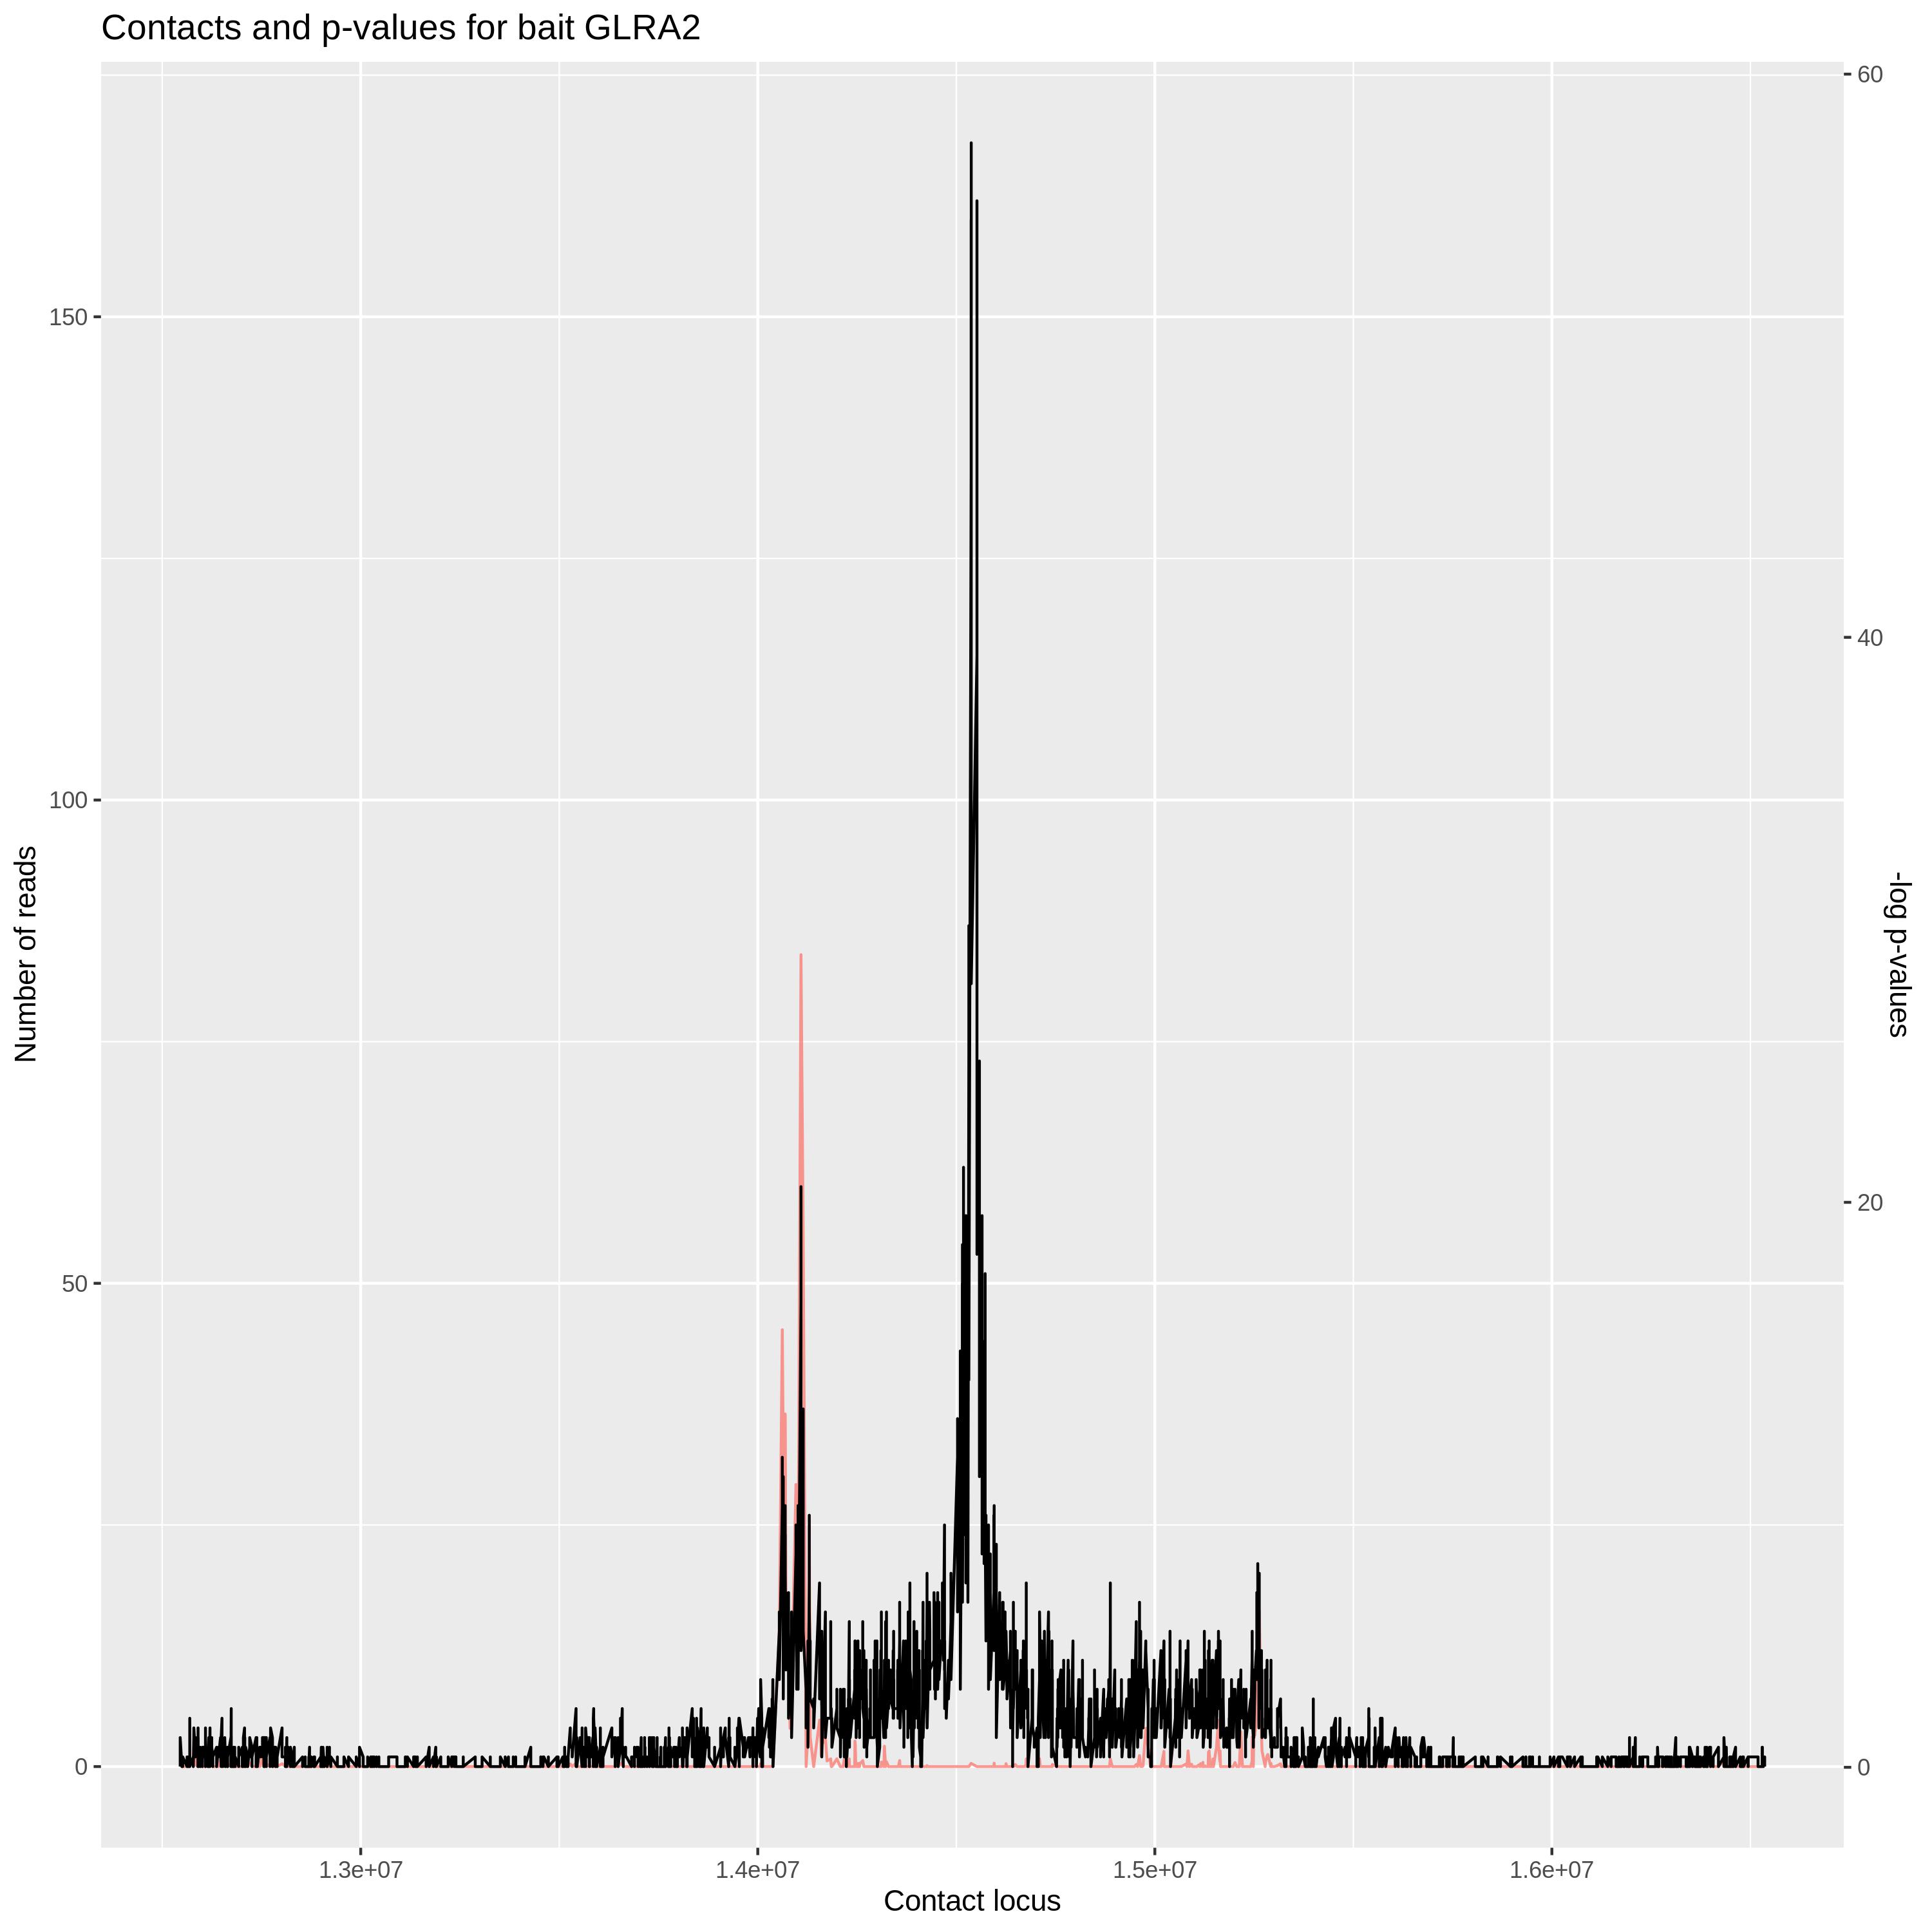 Contacts and p-values for bait GLRA2
60
150
40
100
Number of reads
-log p-values
20
50
0
0
1.3e+07
1.4e+07
1.5e+07
1.6e+07
Contact locus